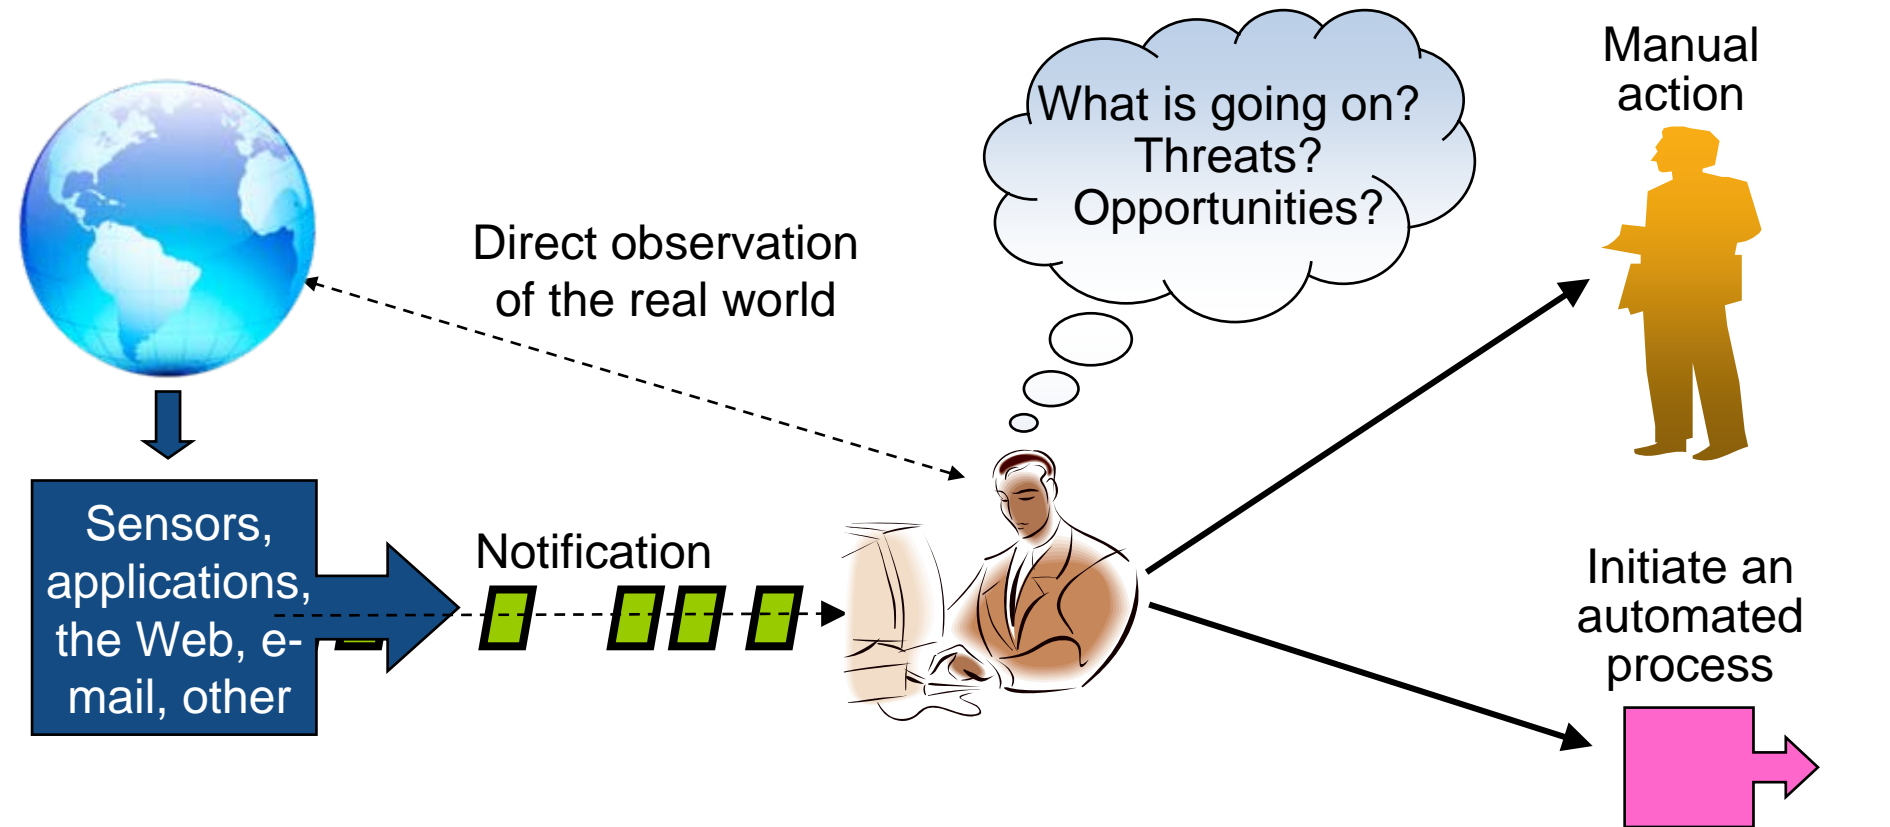 What is going on?
Threats?
Opportunities?
Manual
action
Direct observation
of the real world
Sensors,
applications,
the Web, e-
mail, other
Notification
Initiate an
automated
process